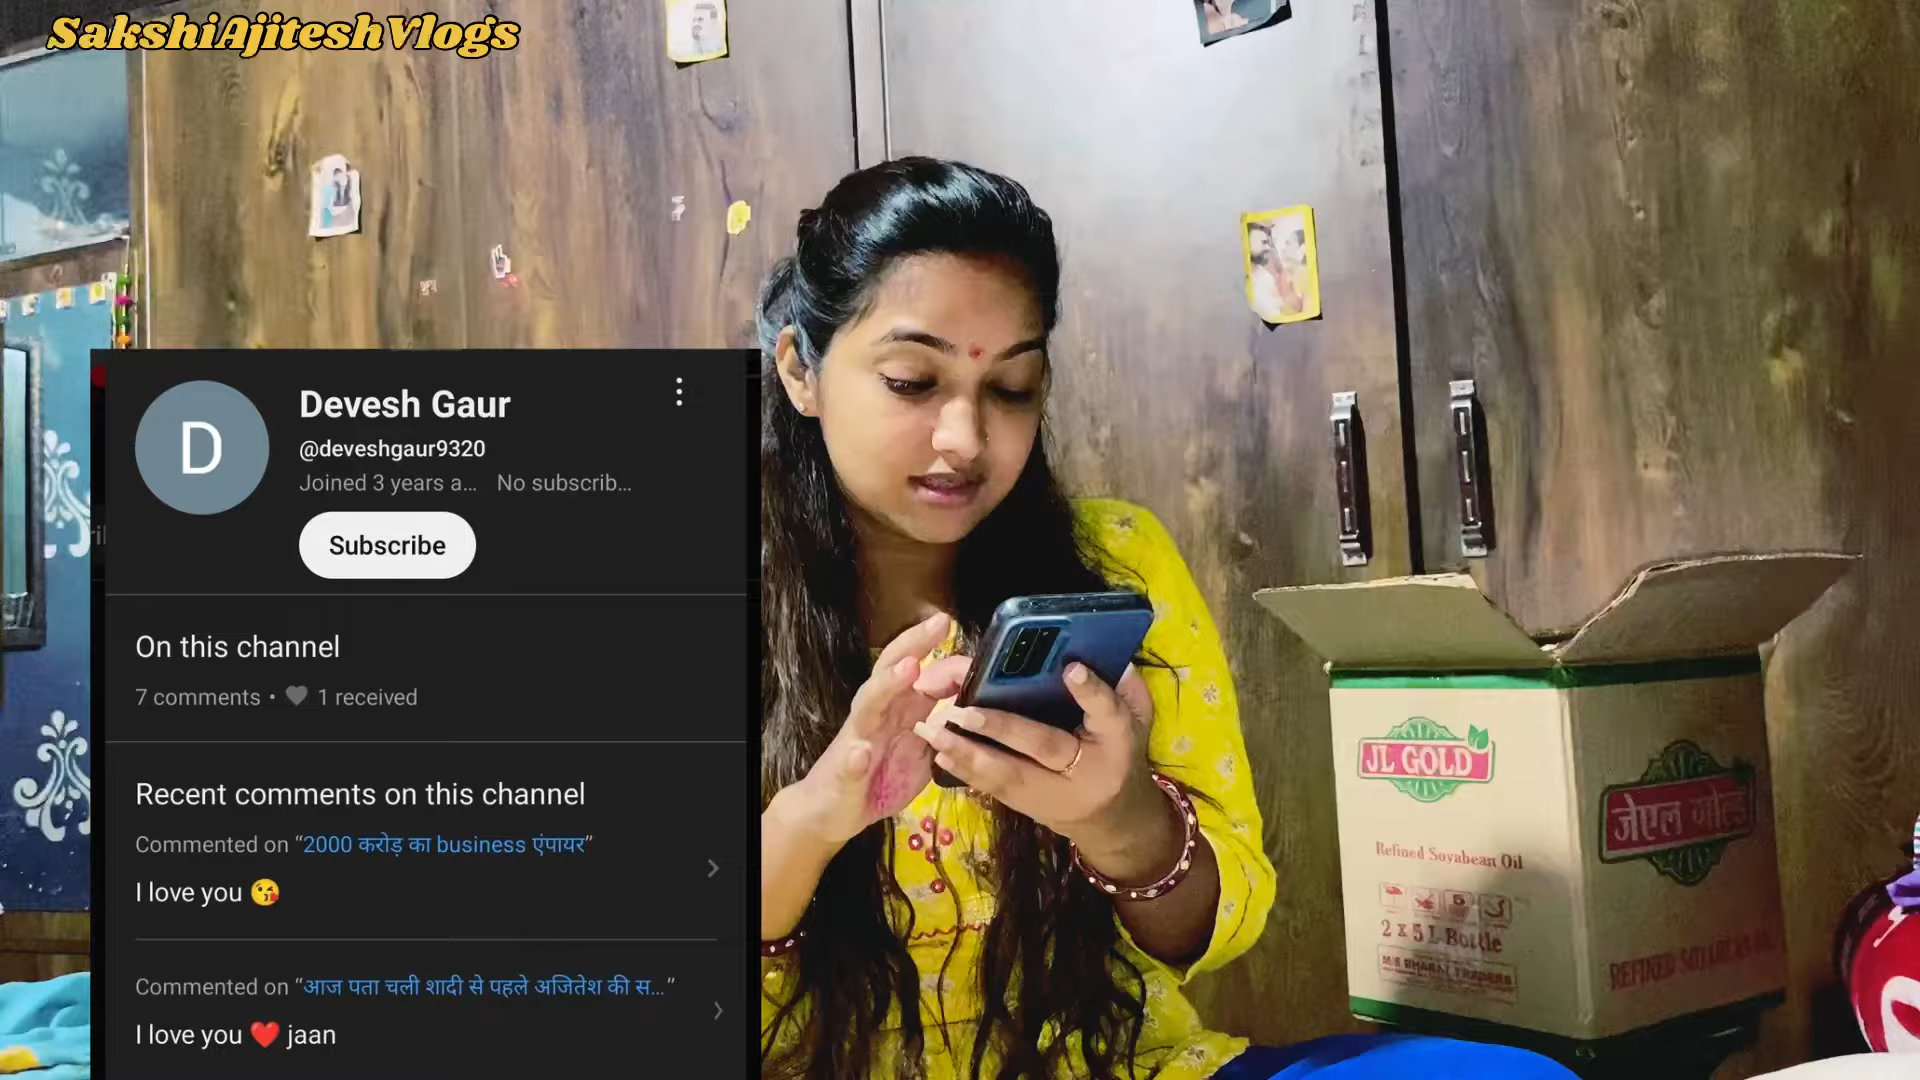 SakshiAjiteshVlogs
D
Devesh Gaur
@deveshgaur9320
Joined 3 years a... No subscrib...
Subscribe
On this channel
7 comments • 1 received
Recent comments on this channel
Commented on “2000 करोड़ का business एंपायर”
I love you 😘
Commented on “आज पता चली शादी से पहले अजितेश की स...”
I love you ❤️ jaan
JL GOLD
Refined Soyabean Oil
2 x 5 L Bottle
M/S BHARAT TRADERS
जेएल गोल्ड